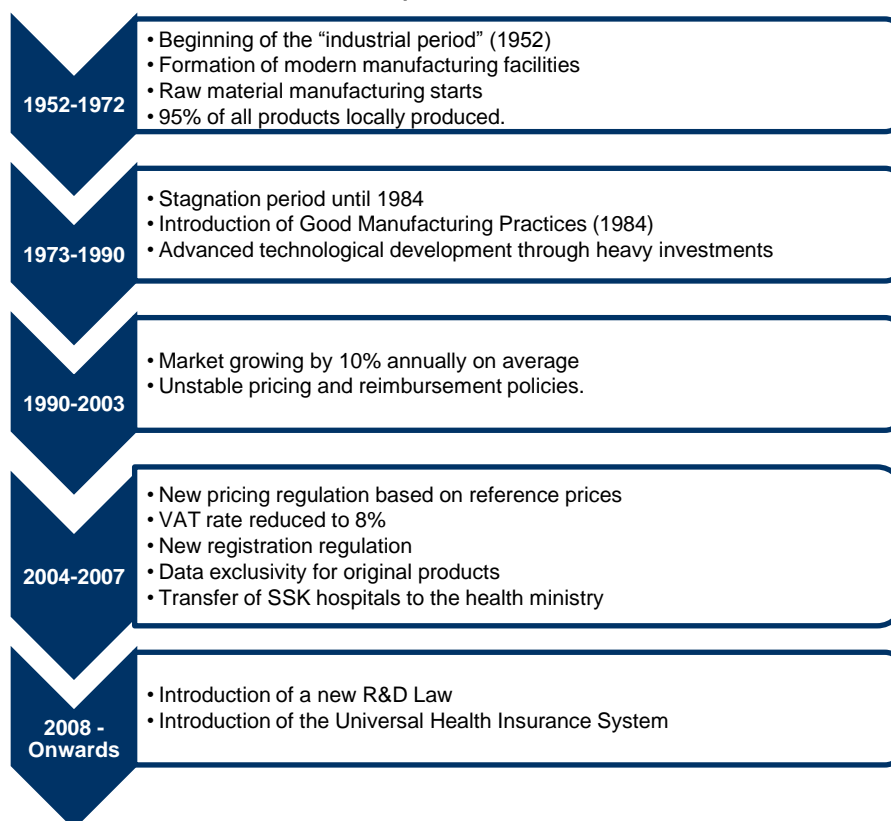 1952-1972
• Beginning of the “industrial period” (1952)
• Formation of modern manufacturing facilities
• Raw material manufacturing starts
• 95% of all products locally produced.
1973-1990
• Stagnation period until 1984
• Introduction of Good Manufacturing Practices (1984)
• Advanced technological development through heavy investments
1990-2003
• Market growing by 10% annually on average
• Unstable pricing and reimbursement policies.
2004-2007
• New pricing regulation based on reference prices
• VAT rate reduced to 8%
• New registration regulation
• Data exclusivity for original products
• Transfer of SSK hospitals to the health ministry
2008 -
Onwards
• Introduction of a new R&D Law
• Introduction of the Universal Health Insurance System